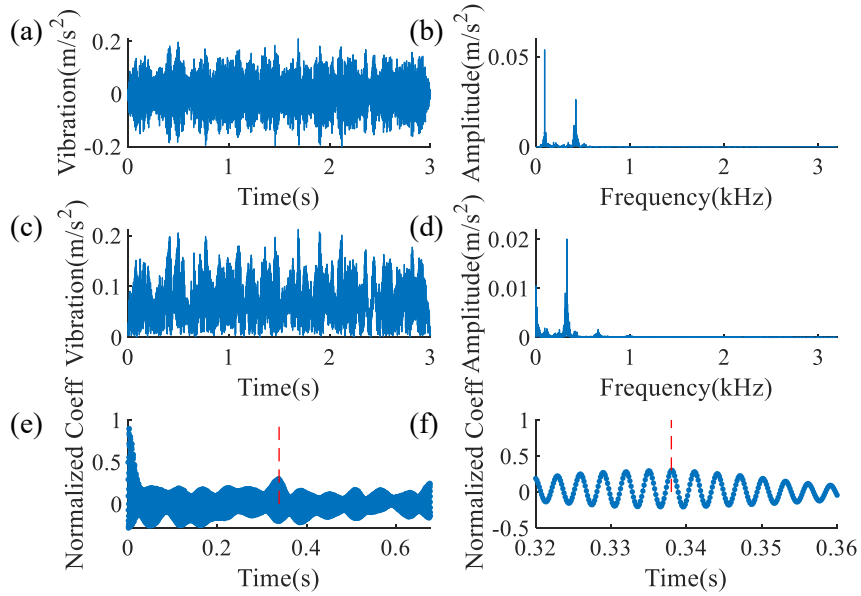 (a)
Vibration(m/s²)
0.2
0
-0.2
0 1 2 3
Time(s)
(b)
Amplitude(m/s²)
0.05
0
0 1 2 3
Frequency(kHz)
(c)
Vibration(m/s²)
0.2
0.1
0
0 1 2 3
Time(s)
(d)
Amplitude(m/s²)
0.02
0.01
0
0 1 2 3
Frequency(kHz)
(e)
Normalized Coeff
1
0.5
0
0 0.2 0.4 0.6
Time(s)
(f)
Normalized Coeff
1
0.5
0
-0.5
0.32 0.33 0.34 0.35 0.36
Time(s)